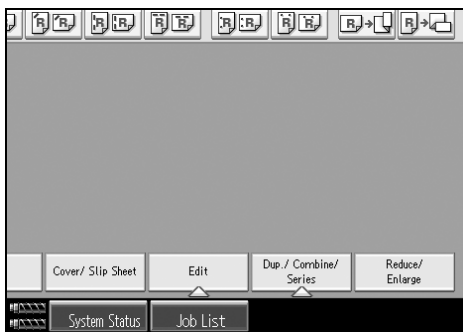 R R R R R R R R R R R R
Cover/ Slip Sheet
Edit
Dup./ Combine/
Series
Reduce/
Enlarge
System Status
Job List